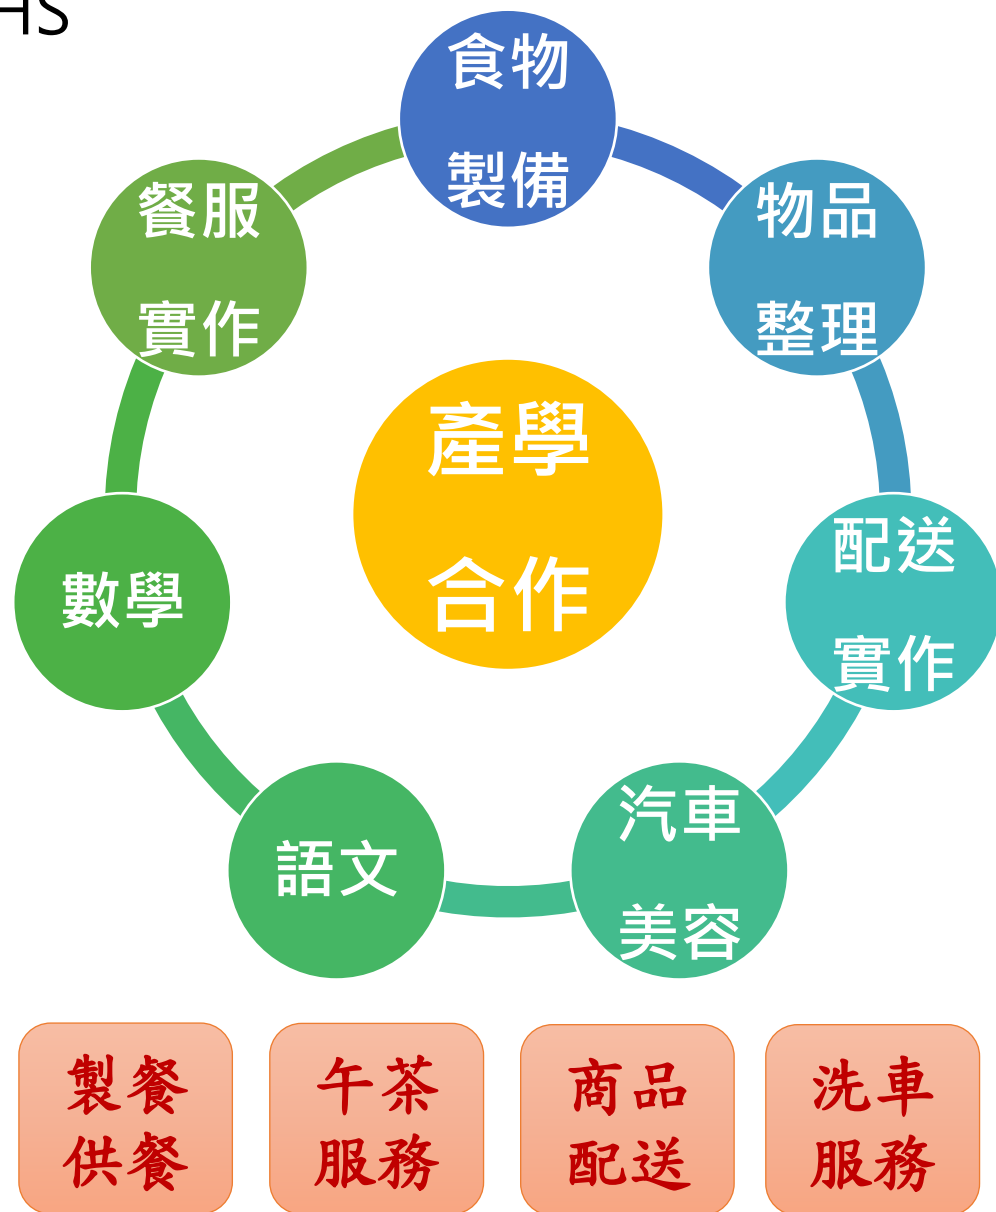 HS
食物
製備
物品
整理
配送
實作
汽車
美容
語文
數學
餐服
實作
產學
合作
製餐
供餐
午茶
服務
商品
配送
洗車
服務